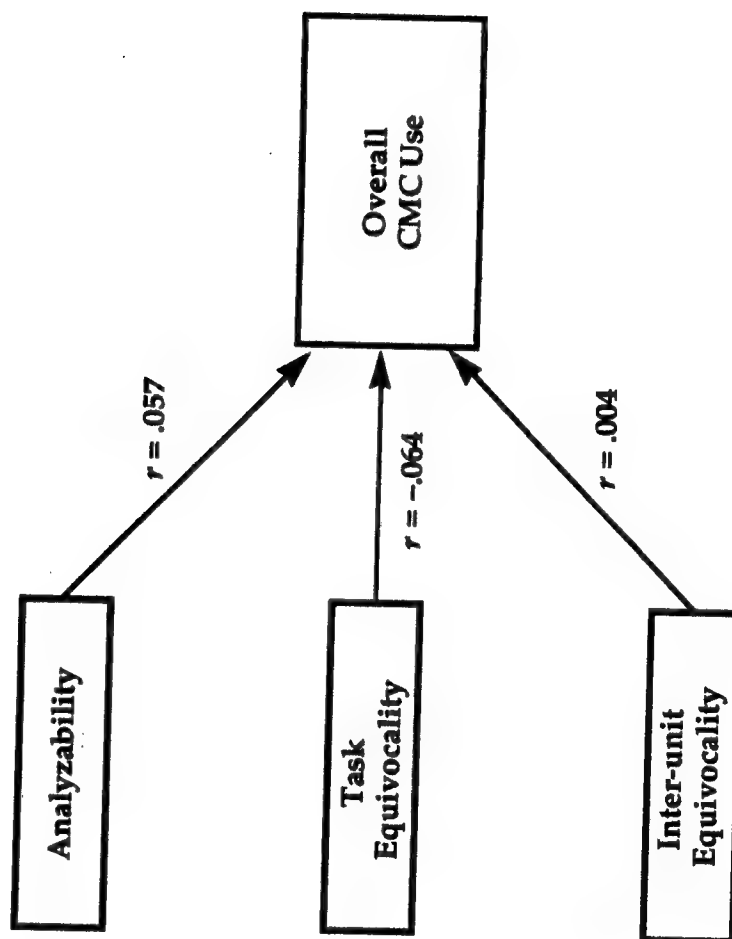 Analyzability
r = .057
Task
Equivocality
r = -.064
Inter-unit
Equivocality
r = .004
Overall
CMC Use